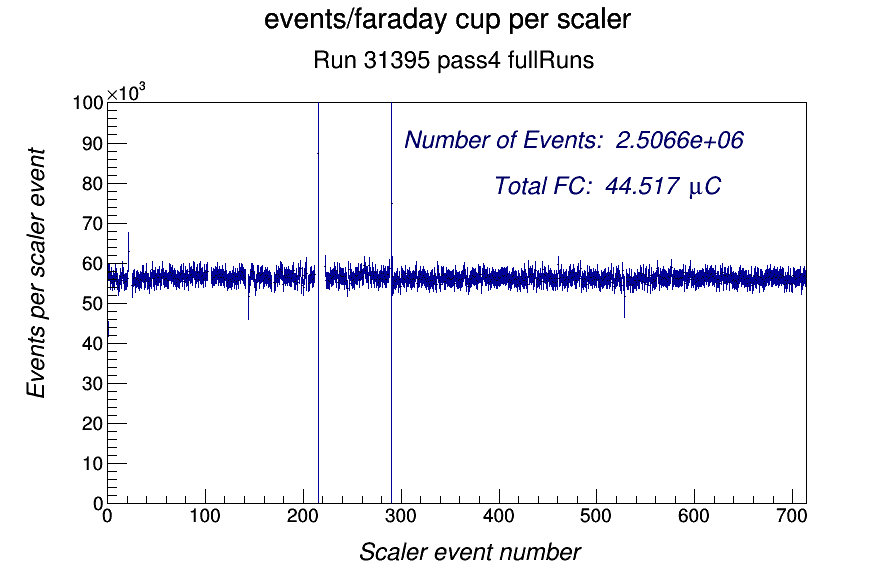 events/faraday cup per scaler
Run 31395 pass4 fullRuns
×10³
100
90
80
70
60
50
40
30
20
10
0
Events per scaler event
Number of Events: 2.5066e+06
Total FC: 44.517 μC
0 100 200 300 400 500 600 700
Scaler event number